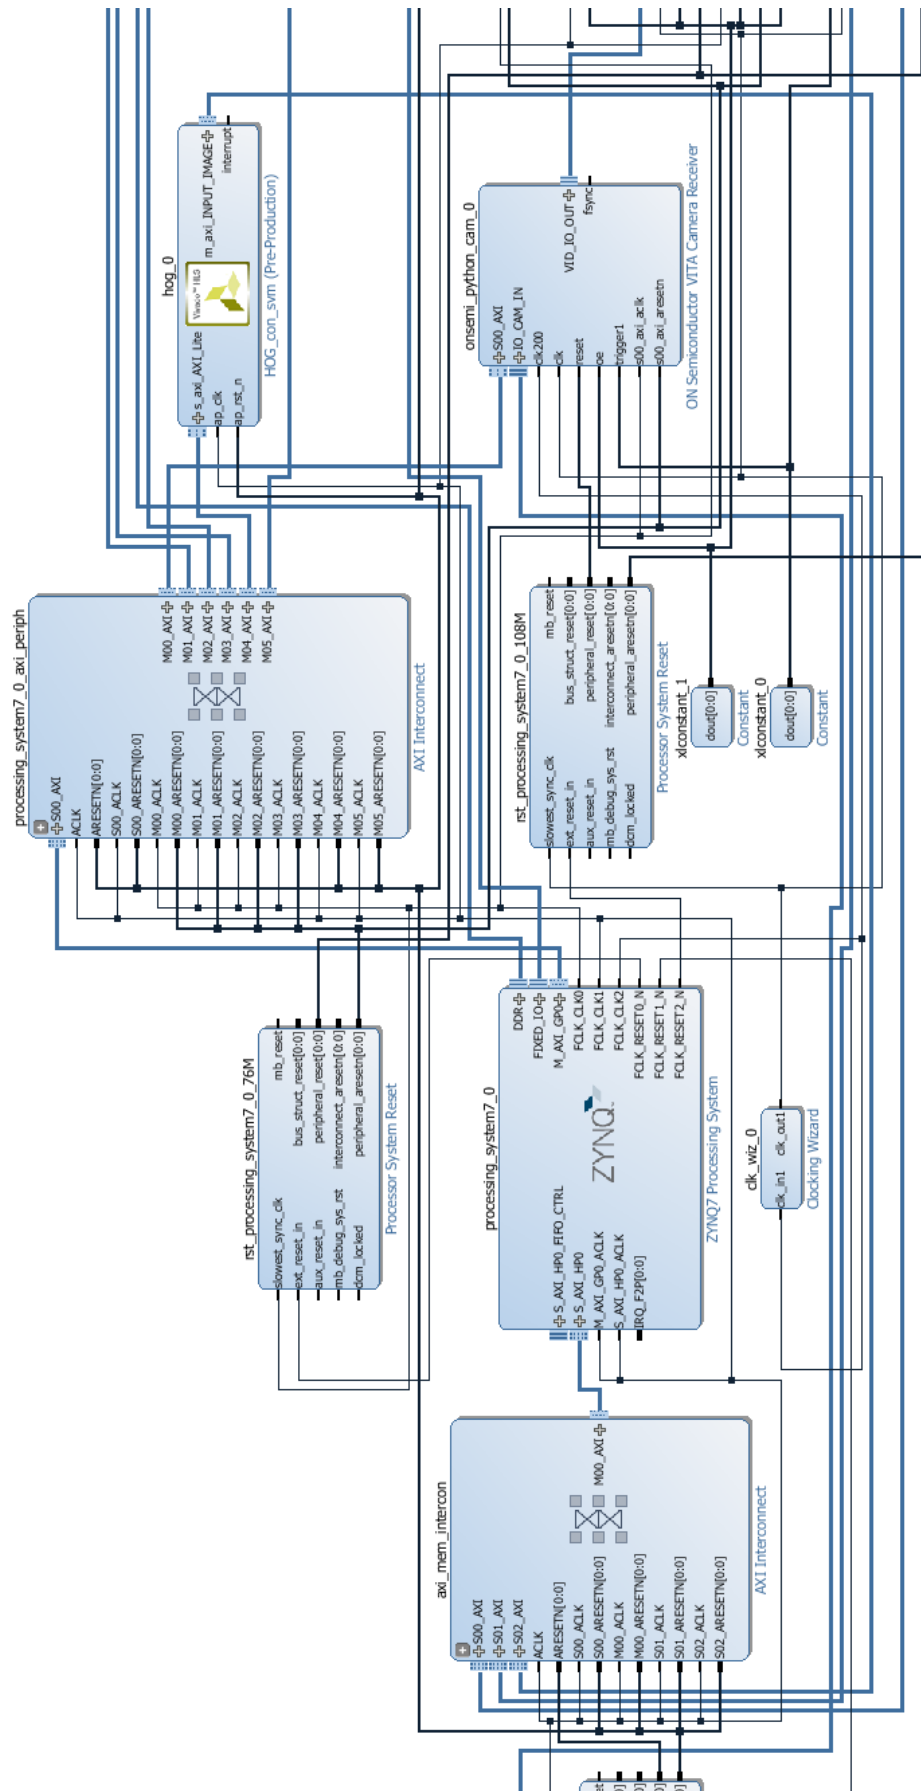 hog_0
s_axi_AXI_Lite
ap_clk
ap_rst_n
Vivado™ HLS
m_axi_INPUT_IMAGE
interrupt
HOG_con_svm (Pre-Production)
onsemi_python_cam_0
S00_AXI
IO_CAM_IN
clk200
clk
reset
oe
trigger1
s00_axi_aclk
s00_axi_aresetn
VID_IO_OUT
fsync
ON Semiconductor VITA Camera Receiver
processing_system7_0_axi_periph
S00_AXI
ACLK
ARESETN[0:0]
S00_ACLK
S00_ARESETN[0:0]
M00_ACLK
M00_ARESETN[0:0]
M01_ACLK
M01_ARESETN[0:0]
M02_ACLK
M02_ARESETN[0:0]
M03_ACLK
M03_ARESETN[0:0]
M04_ACLK
M04_ARESETN[0:0]
M05_ACLK
M05_ARESETN[0:0]
M00_AXI
M01_AXI
M02_AXI
M03_AXI
M04_AXI
M05_AXI
AXI Interconnect
rst_processing_system7_0_108M
slowest_sync_clk
ext_reset_in
aux_reset_in
mb_debug_sys_rst
dcm_locked
mb_reset
bus_struct_reset[0:0]
peripheral_reset[0:0]
interconnect_aresetn[0:0]
peripheral_aresetn[0:0]
Processor System Reset
xlconstant_1
dout[0:0]
Constant
xlconstant_0
dout[0:0]
Constant
rst_processing_system7_0_76M
slowest_sync_clk
ext_reset_in
aux_reset_in
mb_debug_sys_rst
dcm_locked
mb_reset
bus_struct_reset[0:0]
peripheral_reset[0:0]
interconnect_aresetn[0:0]
peripheral_aresetn[0:0]
Processor System Reset
processing_system7_0
S_AXI_HP0_FIFO_CTRL
S_AXI_HP0
M_AXI_GP0_ACLK
S_AXI_HP0_ACLK
IRQ_F2P[0:0]
ZYNQ
DDR
FIXED_IO
M_AXI_GP0
FCLK_CLK0
FCLK_CLK1
FCLK_CLK2
FCLK_RESET0_N
FCLK_RESET1_N
FCLK_RESET2_N
ZYNQ7 Processing System
clk_wiz_0
clk_in1
clk_out1
Clocking Wizard
axi_mem_intercon
S00_AXI
S01_AXI
S02_AXI
ACLK
ARESETN[0:0]
S00_ACLK
S00_ARESETN[0:0]
M00_ACLK
M00_ARESETN[0:0]
S01_ACLK
S01_ARESETN[0:0]
S02_ACLK
S02_ARESETN[0:0]
M00_AXI
AXI Interconnect